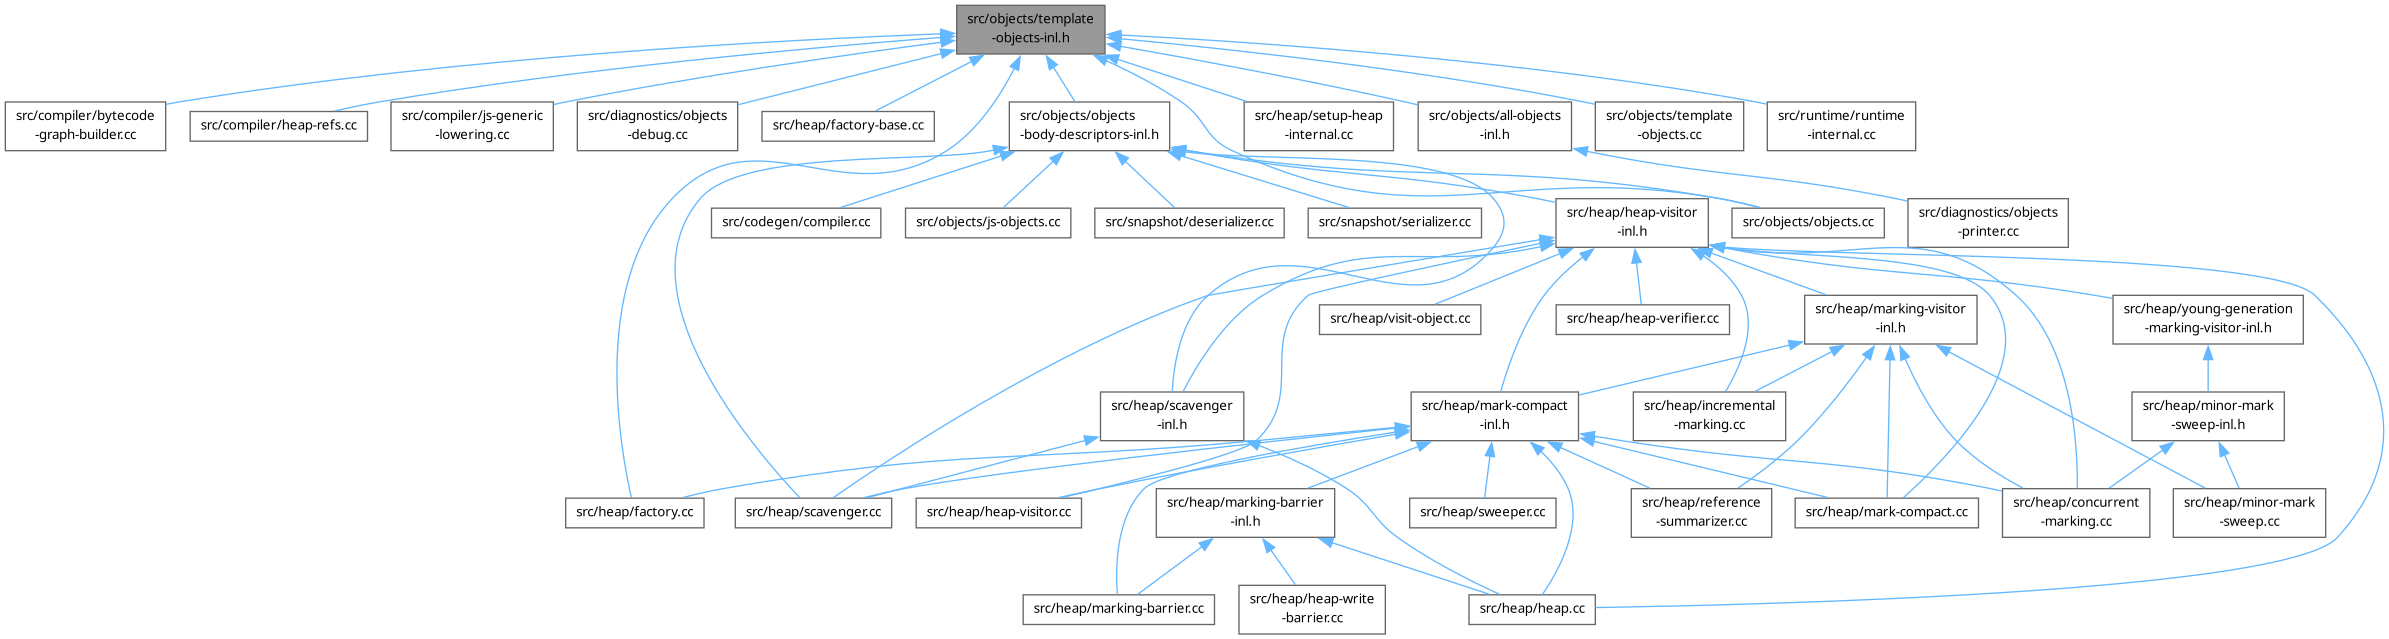 src/objects/template
-objects-inl.h
src/compiler/bytecode
-graph-builder.cc
src/compiler/heap-refs.cc
src/compiler/js-generic
-lowering.cc
src/diagnostics/objects
-debug.cc
src/heap/factory-base.cc
src/objects/objects
-body-descriptors-inl.h
src/heap/setup-heap
-internal.cc
src/objects/all-objects
-inl.h
src/objects/template
-objects.cc
src/runtime/runtime
-internal.cc
src/codegen/compiler.cc
src/objects/js-objects.cc
src/snapshot/deserializer.cc
src/snapshot/serializer.cc
src/heap/heap-visitor
-inl.h
src/objects/objects.cc
src/diagnostics/objects
-printer.cc
src/heap/visit-object.cc
src/heap/heap-verifier.cc
src/heap/marking-visitor
-inl.h
src/heap/young-generation
-marking-visitor-inl.h
src/heap/scavenger
-inl.h
src/heap/mark-compact
-inl.h
src/heap/incremental
-marking.cc
src/heap/minor-mark
-sweep-inl.h
src/heap/factory.cc
src/heap/scavenger.cc
src/heap/heap-visitor.cc
src/heap/marking-barrier
-inl.h
src/heap/sweeper.cc
src/heap/reference
-summarizer.cc
src/heap/mark-compact.cc
src/heap/concurrent
-marking.cc
src/heap/minor-mark
-sweep.cc
src/heap/marking-barrier.cc
src/heap/heap-write
-barrier.cc
src/heap/heap.cc